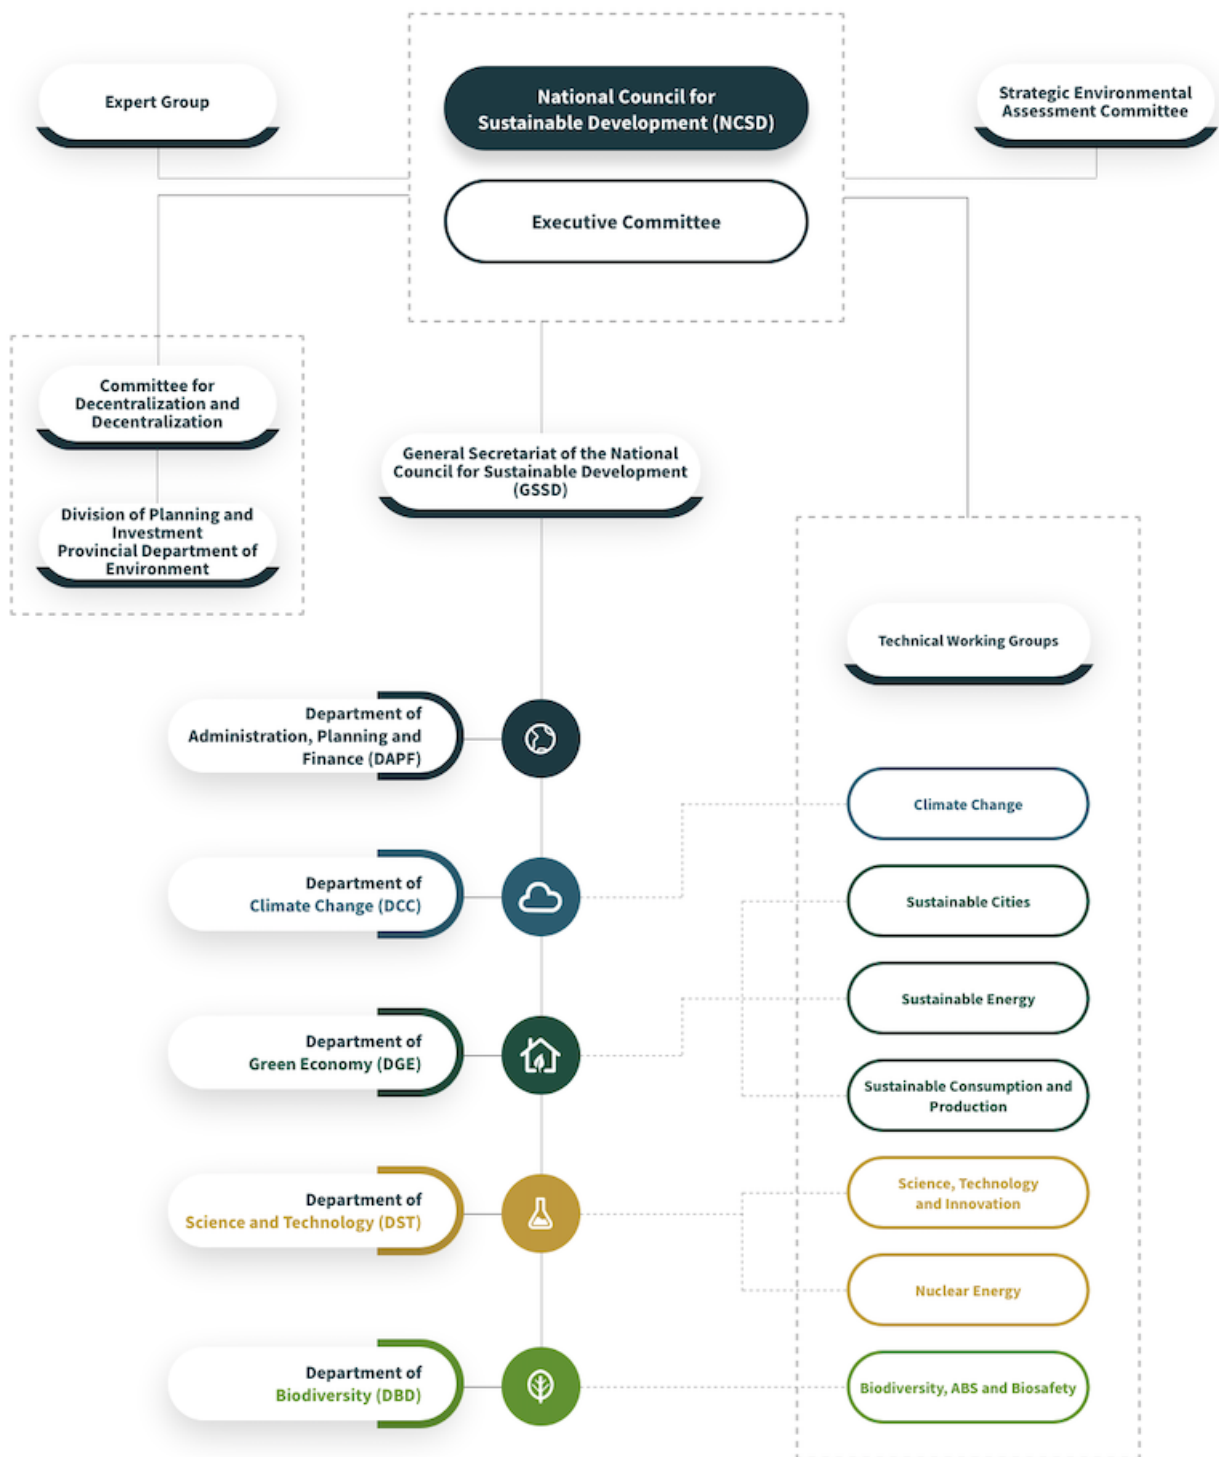 Expert Group
National Council for
Sustainable Development (NCSD)
Strategic Environmental
Assessment Committee
Executive Committee
Committee for
Decentralization and
Decentralization
Division of Planning and
Investment
Provincial Department of
Environment
General Secretariat of the National
Council for Sustainable Development
(GSSD)
Technical Working Groups
Department of
Administration, Planning and
Finance (DAPF)
Climate Change
Department of
Climate Change (DCC)
Sustainable Cities
Sustainable Energy
Department of
Green Economy (DGE)
Sustainable Consumption and
Production
Department of
Science and Technology (DST)
Science, Technology
and Innovation
Nuclear Energy
Department of
Biodiversity (DBD)
Biodiversity, ABS and Biosafety